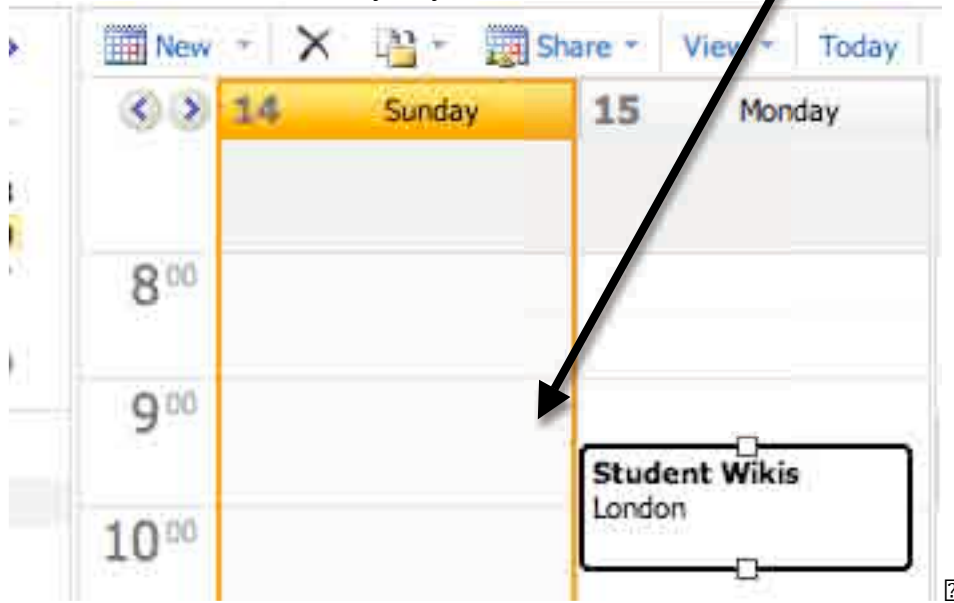 New Share View Today
14 Sunday 15 Monday
8 00
9 00
Student Wikis
London
10 00